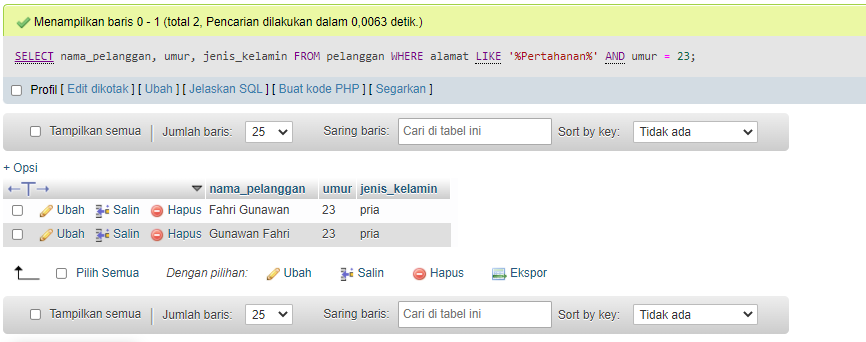 Menampilkan baris 0 - 1 (total 2, Pencarian dilakukan dalam 0,0063 detik.)
SELECT nama_pelanggan, umur, jenis_kelamin FROM pelanggan WHERE alamat LIKE '%Pertahanan%' AND umur = 23;
Profil [ Edit dikotak ] [ Ubah ] [ Jelaskan SQL ] [ Buat kode PHP ] [ Segarkan ]
Tampilkan semua | Jumlah baris: 25 Saring baris: Cari di tabel ini Sort by key: Tidak ada
+ Opsi
←T→ nama_pelanggan umur jenis_kelamin
Ubah Salin Hapus Fahri Gunawan 23 pria
Ubah Salin Hapus Gunawan Fahri 23 pria
Pilih Semua Dengan pilihan: Ubah Salin Hapus Ekspor
Tampilkan semua | Jumlah baris: 25 Saring baris: Cari di tabel ini Sort by key: Tidak ada